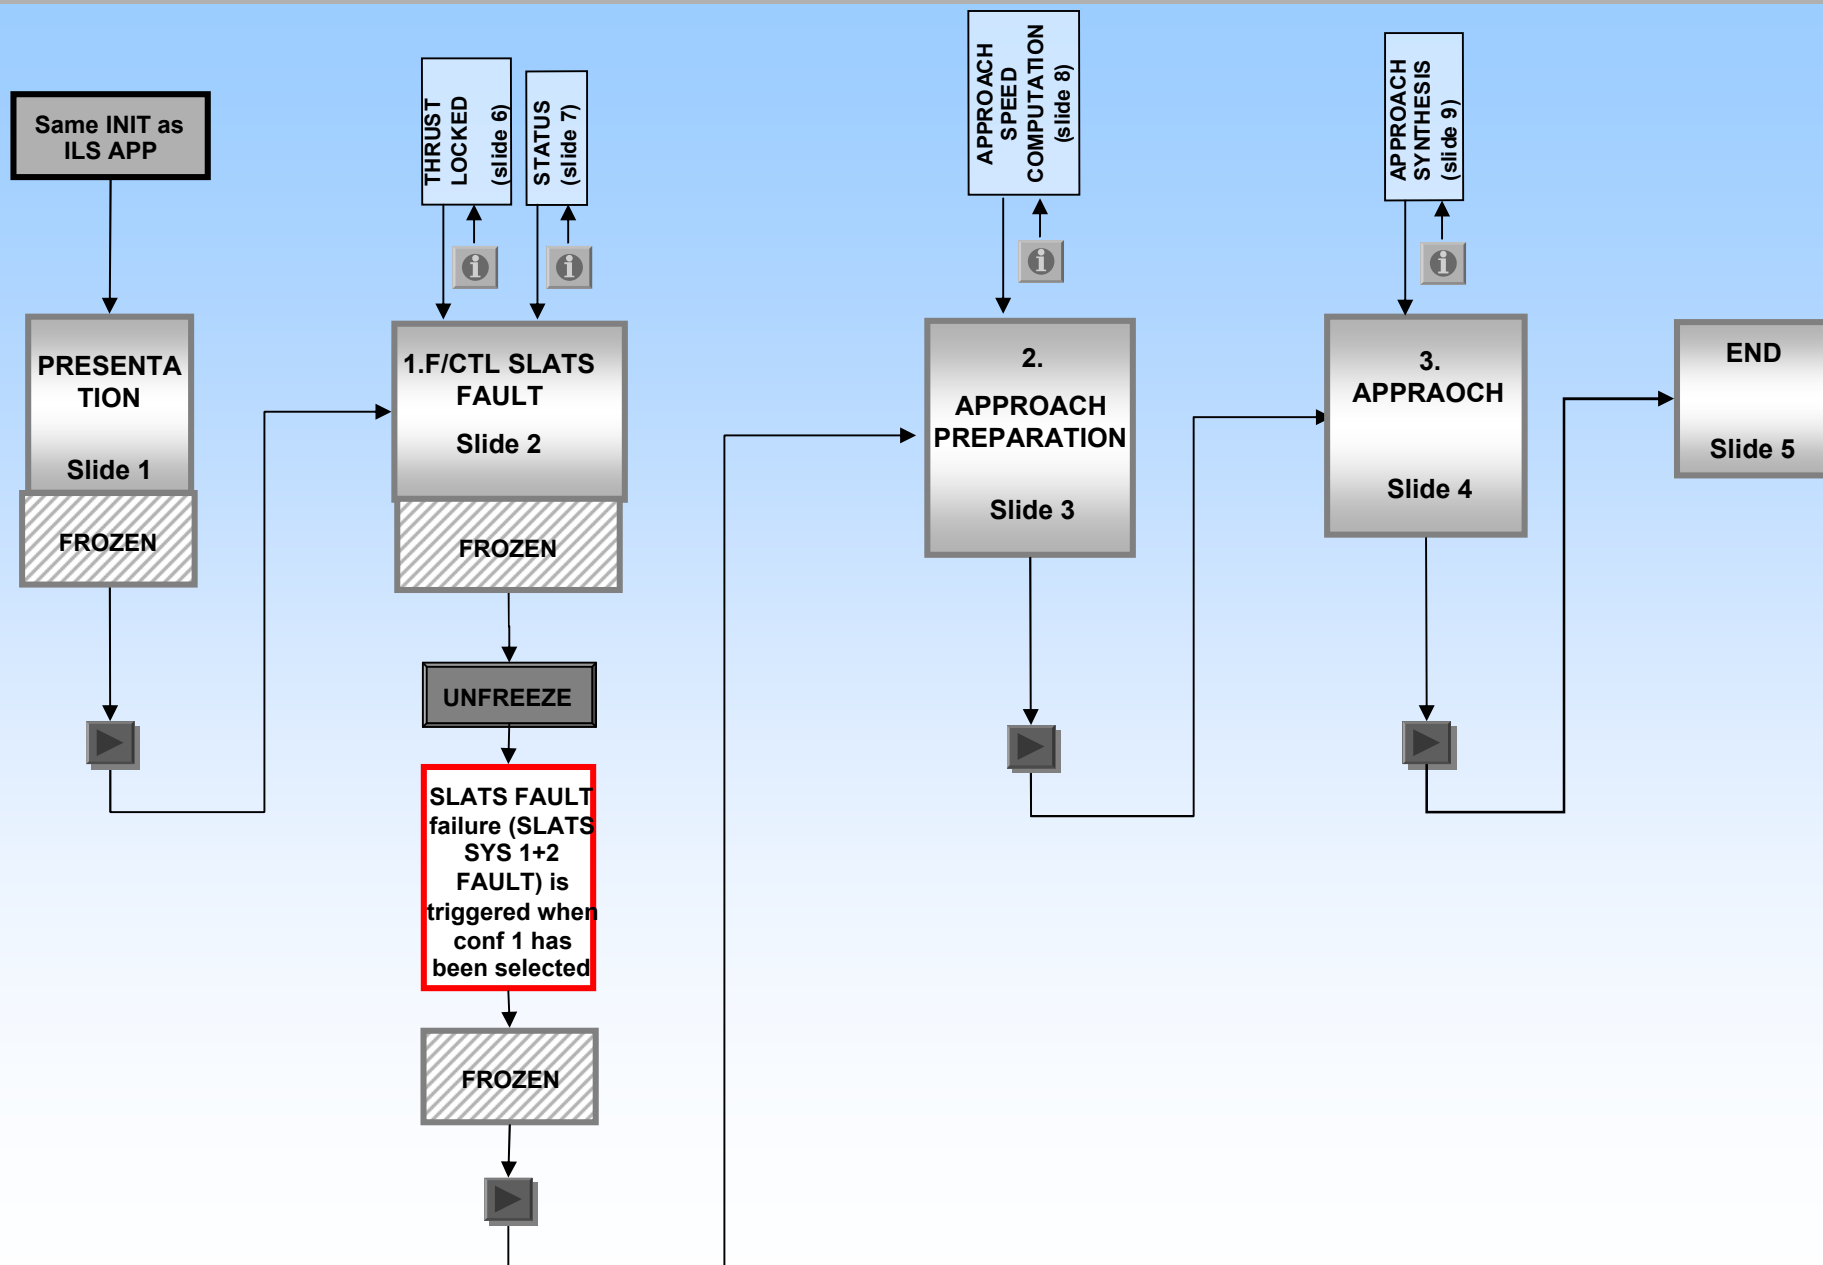 Same INIT as
ILS APP
THRUST
LOCKED
(slide 6)
STATUS
(slide 7)
APPROACH
SPEED
COMPUTATION
(slide 8)
APPROACH
SYNTHESIS
(slide 9)
PRESENTA
TION
Slide 1
FROZEN
1.F/CTL SLATS
FAULT
Slide 2
FROZEN
UNFREEZE
SLATS FAULT
failure (SLATS
SYS 1+2
FAULT) is
triggered when
conf 1 has
been selected
FROZEN
2.
APPROACH
PREPARATION
Slide 3
3.
APPRAOCH
Slide 4
END
Slide 5